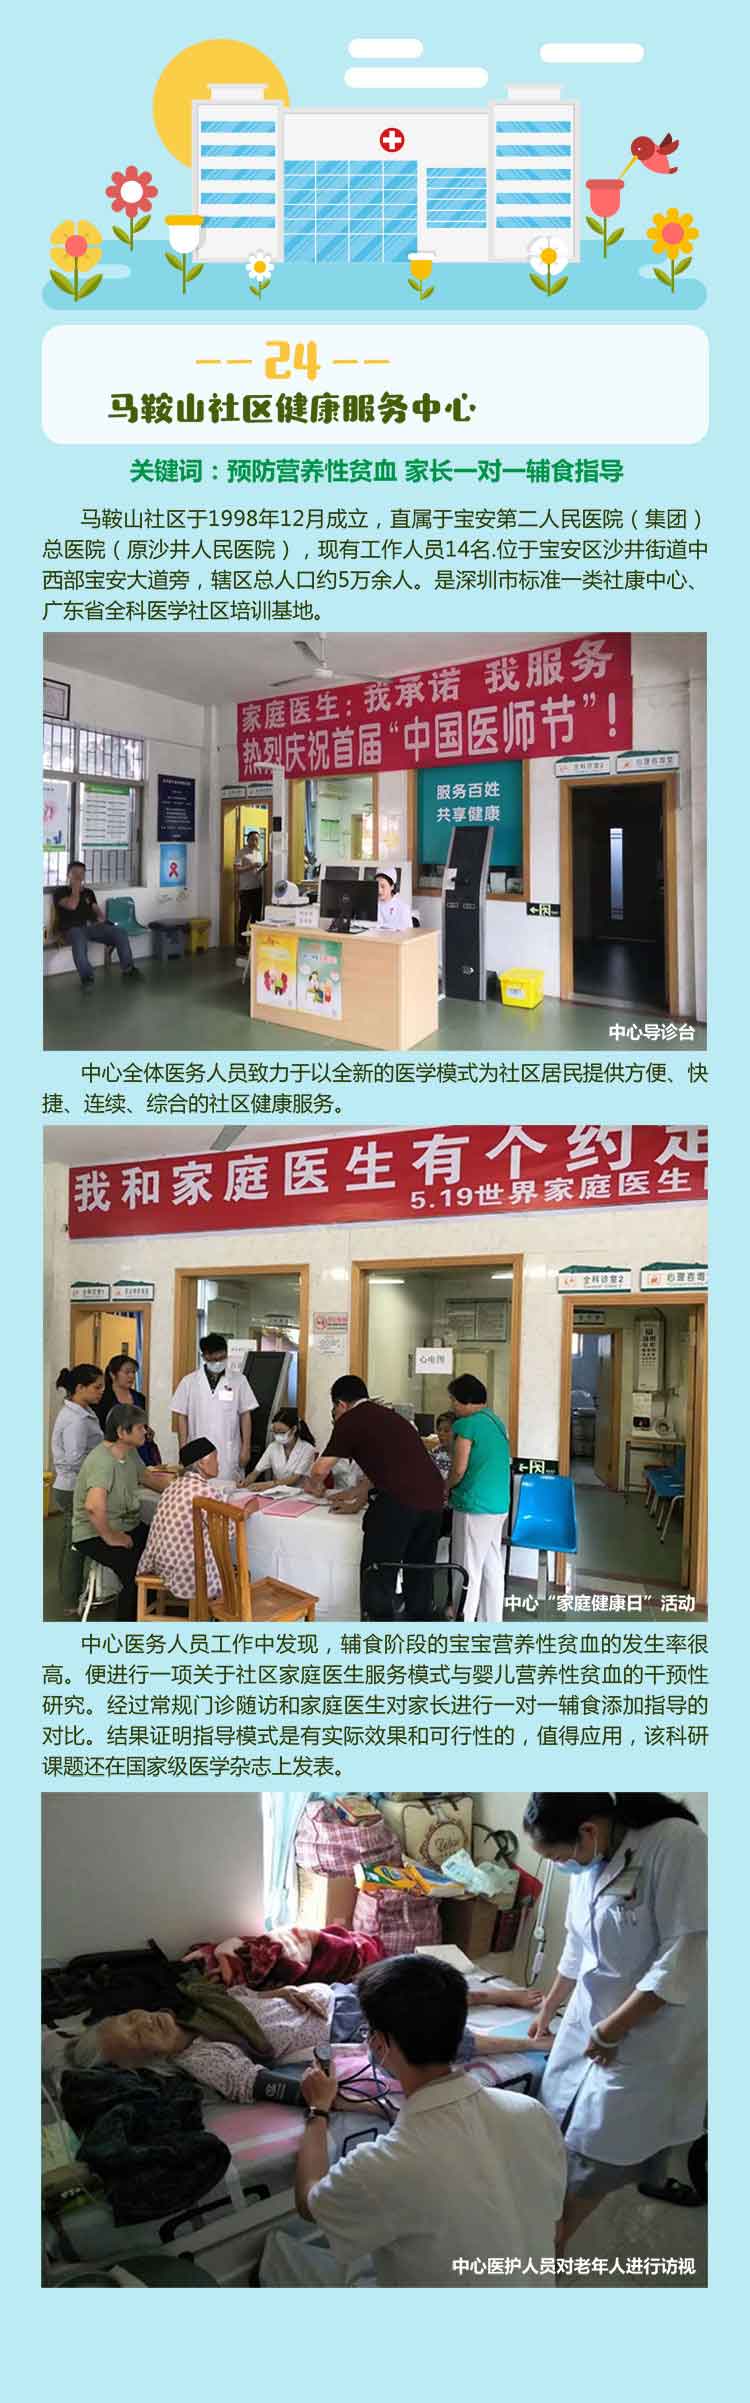 24
马鞍山社区健康服务中心
关键词：预防营养性贫血 家长一对一辅食指导
马鞍山社区于1998年12月成立，直属于宝安第二人民医院（集团）
总医院（原沙井人民医院），现有工作人员14名.位于宝安区沙井街道中
西部宝安大道旁，辖区总人口约5万余人。是深圳市标准一类社康中心、
广东省全科医学社区培训基地。
家庭医生：我承诺 我服务
热烈庆祝首届“中国医师节”！
服务百姓
共享健康
全科诊室2
心理咨询室
中心导诊台
中心全体医务人员致力于以全新的医学模式为社区居民提供方便、快
捷、连续、综合的社区健康服务。
我和家庭医生有个约定
5.19世界家庭医生
全科诊室2
心理咨询
心电图
中心“家庭健康日”活动
中心医务人员工作中发现，辅食阶段的宝宝营养性贫血的发生率很
高。便进行一项关于社区家庭医生服务模式与婴儿营养性贫血的干预性
研究。经过常规门诊随访和家庭医生对家长进行一对一辅食添加指导的
对比。结果证明指导模式是有实际效果和可行性的，值得应用，该科研
课题还在国家级医学杂志上发表。
中心医护人员对老年人进行访视